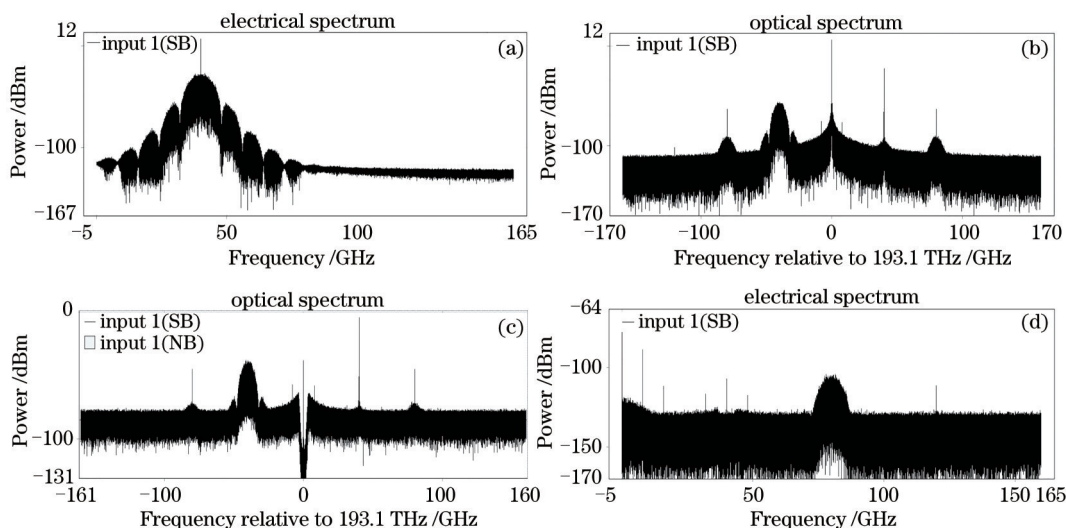 electrical spectrum
12
input 1(SB)
(a)
Power /dBm
−100
−167
−5
50
100
165
Frequency /GHz
optical spectrum
12
input 1(SB)
(b)
Power /dBm
−100
−170
−170
−100
0
100
170
Frequency relative to 193.1 THz /GHz
optical spectrum
0
input 1(SB)
input 1(NB)
(c)
Power /dBm
−100
−131
−161
−100
0
100
160
Frequency relative to 193.1 THz /GHz
electrical spectrum
−64
input 1(SB)
(d)
Power /dBm
−100
−150
−170
−5
50
100
150
165
Frequency /GHz